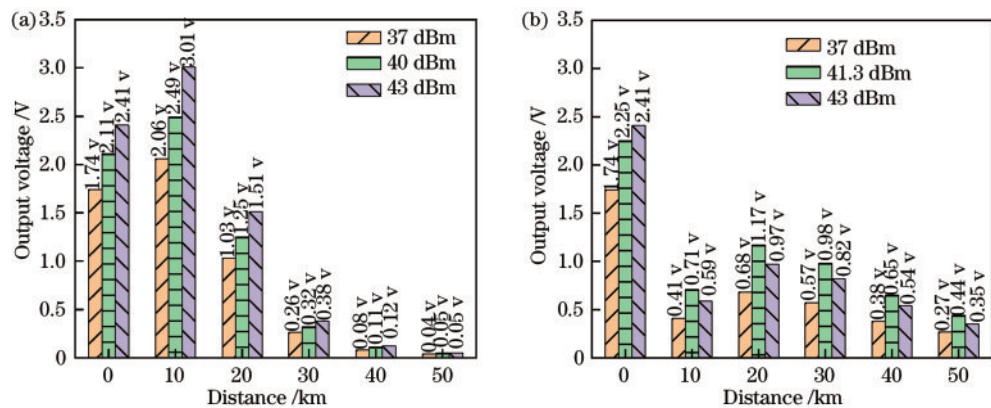 (a)
3.5
3.0
2.5
2.0
1.5
1.0
0.5
0
Output voltage /V
37 dBm
40 dBm
43 dBm
1.74 v
2.11 v
2.41 v
2.06 v
2.49 v
3.01 v
1.03 v
1.25 v
1.51 v
0.26 v
0.32 v
0.38 v
0.08 v
0.11 v
0.12 v
0.04 v
0.05 v
0.05 v
0 10 20 30 40 50
Distance /km
(b)
3.5
3.0
2.5
2.0
1.5
1.0
0.5
0
Output voltage /V
37 dBm
41.3 dBm
43 dBm
1.74 v
2.25 v
2.41 v
0.41 v
0.71 v
0.59 v
0.68 v
1.17 v
0.97 v
0.57 v
0.98 v
0.82 v
0.38 v
0.65 v
0.54 v
0.27 v
0.44 v
0.35 v
0 10 20 30 40 50
Distance /km